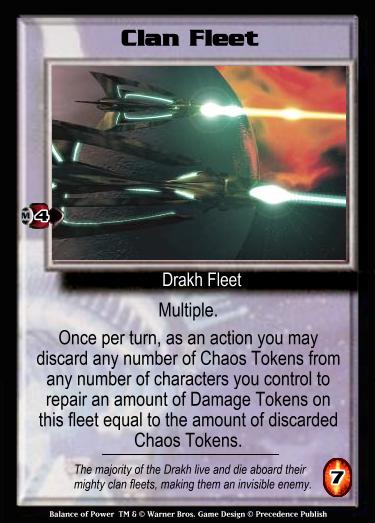 Clan Fleet
M 4
Drakh Fleet
Multiple.
Once per turn, as an action you may
discard any number of Chaos Tokens from
any number of characters you control to
repair an amount of Damage Tokens on
this fleet equal to the amount of discarded
Chaos Tokens.
The majority of the Drakh live and die aboard their
mighty clan fleets, making them an invisible enemy.
7
Balance of Power TM & © Warner Bros. Game Design © Precedence Publish